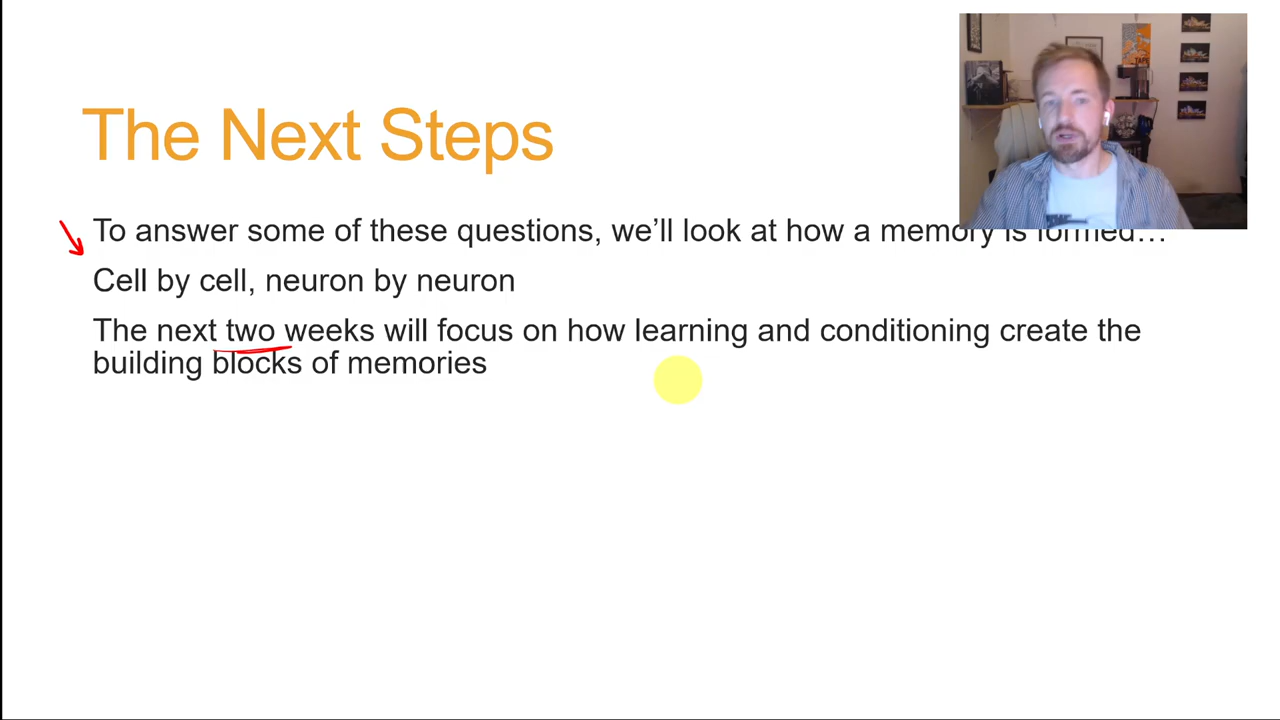 The Next Steps
To answer some of these questions, we'll look at how a memory is formed…
Cell by cell, neuron by neuron
The next two weeks will focus on how learning and conditioning create the
building blocks of memories